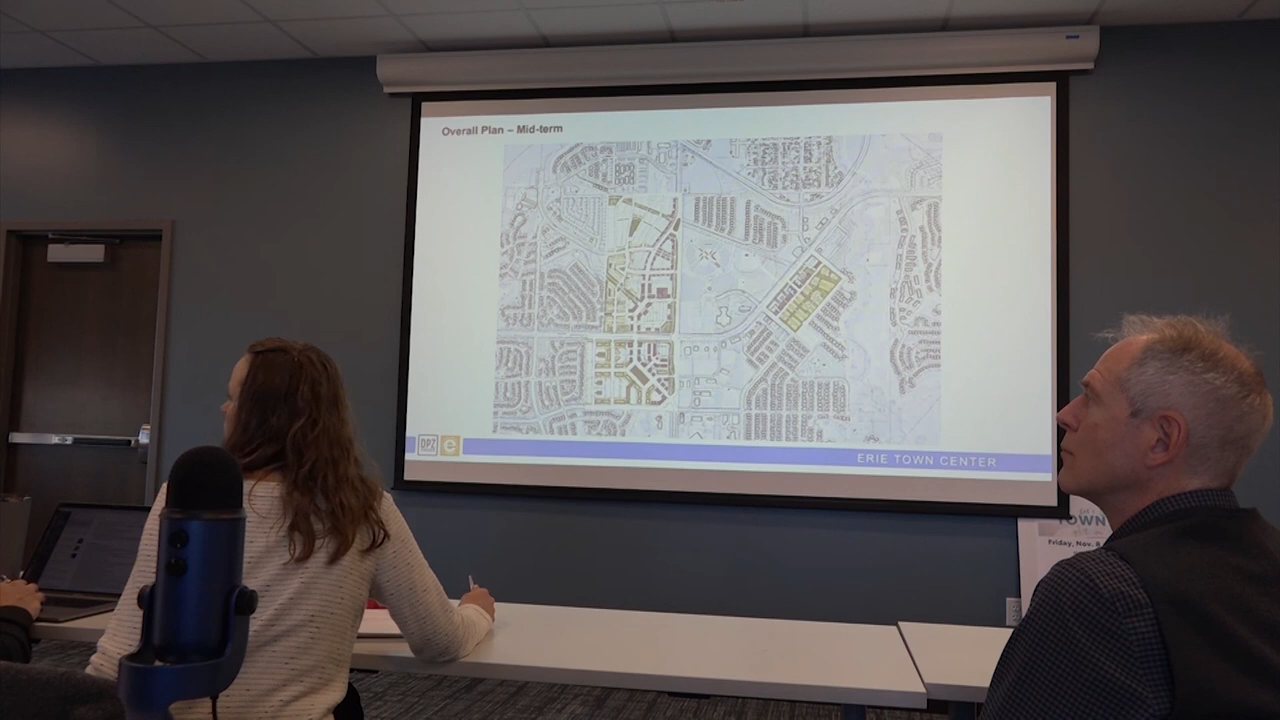 Overall Plan – Mid-term
DPZ
e
ERIE TOWN CENTER
TOWN
Friday, Nov. 8